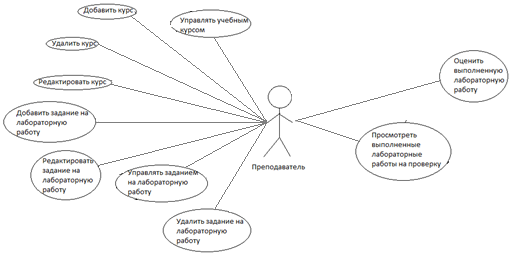 Добавить курс
Управлять учебным
курсом
Удалить курс
Редактировать курс
Добавить задание на
лабораторную
работу
Редактировать
задание на
лабораторную
работу
Управлять заданием
на лабораторную
работу
Удалить задание на
лабораторную
работу
Преподаватель
Оценить
выполненную
лабораторную
работу
Просмотреть
выполненные
лабораторные
работы на проверку